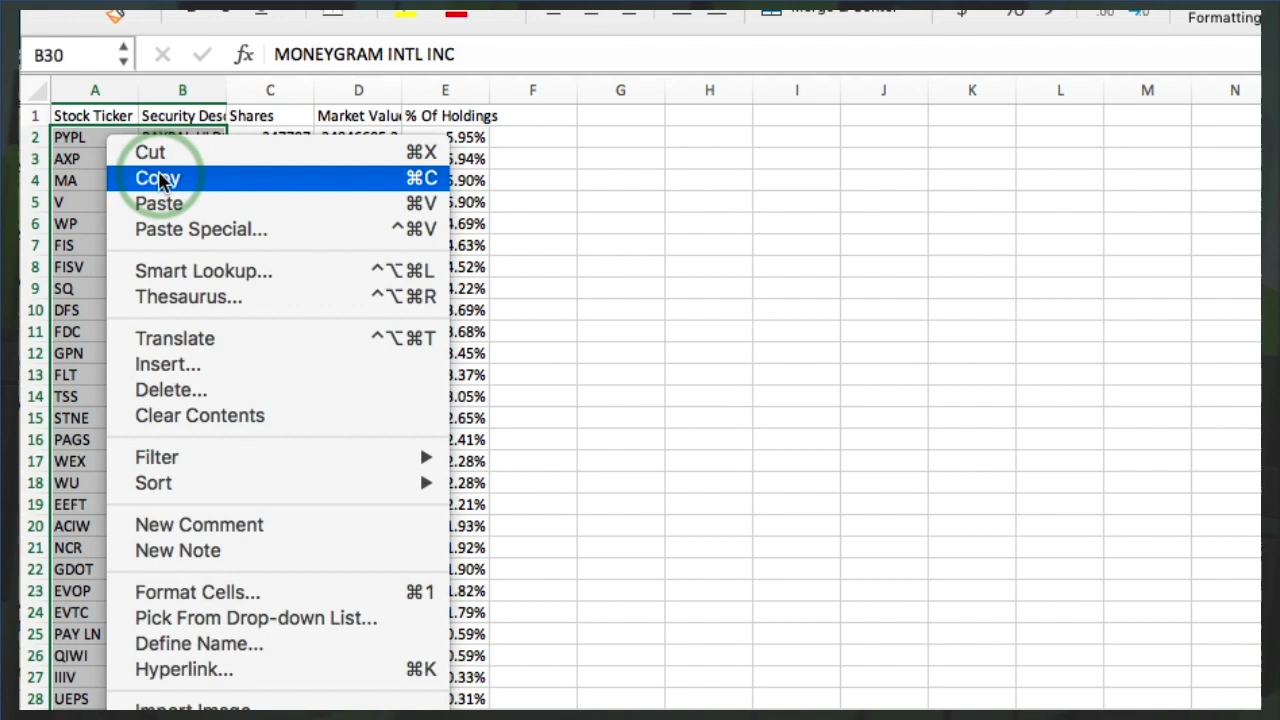 Merge & Center
Formatting
B30 fx MONEYGRAM INTL INC
A B C D E F G H I J K L M N
1 Stock Ticker Security Desc Shares Market Valu % Of Holdings
2 PYPL 5.95%
3 AXP 5.94%
4 MA 5.90%
5 V 5.90%
6 WP 4.69%
7 FIS 4.63%
8 FISV 4.52%
9 SQ 4.22%
10 DFS 3.69%
11 FDC 3.68%
12 GPN 3.45%
13 FLT 3.37%
14 TSS 3.05%
15 STNE 2.65%
16 PAGS 2.41%
17 WEX 2.28%
18 WU 2.28%
19 EEFT 2.21%
20 ACIW 1.93%
21 NCR 1.92%
22 GDOT 1.90%
23 EVOP 1.82%
24 EVTC 1.79%
25 PAY LN 0.59%
26 QIWI 0.59%
27 IIIV 0.33%
28 UEPS 0.31%
Cut ⌘X
Copy ⌘C
Paste ⌘V
Paste Special... ^⌘V
Smart Lookup... ^⌥⌘L
Thesaurus... ^⌥⌘R
Translate ^⌥⌘T
Insert...
Delete...
Clear Contents
Filter
Sort
New Comment
New Note
Format Cells... ⌘1
Pick From Drop-down List...
Define Name...
Hyperlink... ⌘K
Import Image